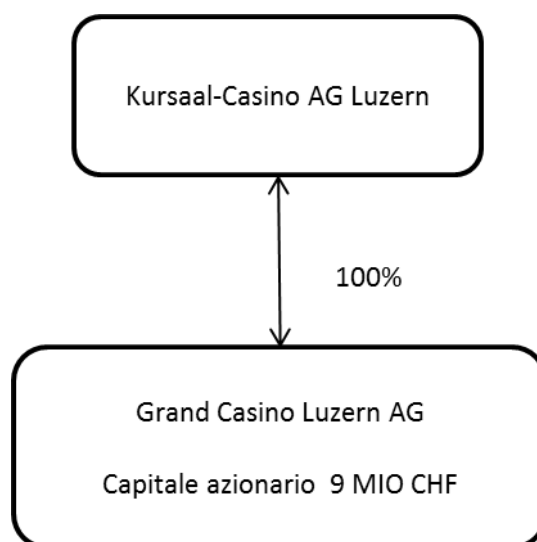 Kursaal-Casino AG Luzern
100%
Grand Casino Luzern AG
Capitale azionario 9 MIO CHF